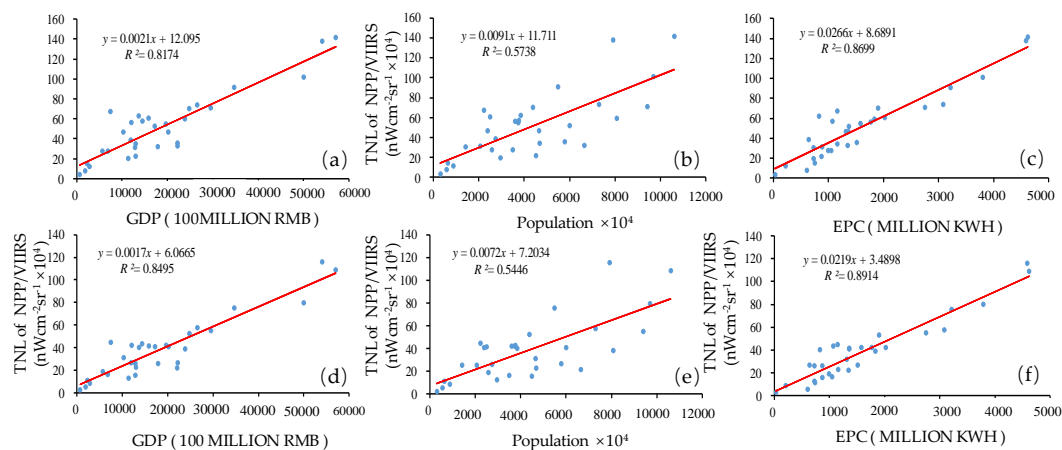 160
140
120
100
80
60
40
20
0
y = 0.0021x + 12.095
R² = 0.8174
(a)
0 10000 20000 30000 40000 50000 60000
GDP ( 100MILLION RMB)
TNL of NPP/VIIRS
(nWcm⁻²sr⁻¹ ×10⁴)
160
140
120
100
80
60
40
20
0
y = 0.0091x + 11.711
R² = 0.5738
(b)
0 2000 4000 6000 8000 10000 12000
Population ×10⁴
160
140
120
100
80
60
40
20
0
y = 0.0266x + 8.6891
R² = 0.8699
(c)
0 1000 2000 3000 4000 5000
EPC ( MILLION KWH)
TNL of NPP/VIIRS
(nWcm⁻²sr⁻¹ ×10⁴)
140
120
100
80
60
40
20
0
y = 0.0017x + 6.0665
R² = 0.8495
(d)
0 10000 20000 30000 40000 50000 60000
GDP ( 100 MILLION RMB)
TNL of NPP/VIIRS
(nWcm⁻²sr⁻¹ ×10⁴)
140
120
100
80
60
40
20
0
y = 0.0072x + 7.2034
R² = 0.5446
(e)
0 2000 4000 6000 8000 10000 12000
Population ×10⁴
TNL of NPP/VIIRS
(nWcm⁻²sr⁻¹ ×10⁴)
140
120
100
80
60
40
20
0
y = 0.0219x + 3.4898
R² = 0.8914
(f)
0 1000 2000 3000 4000 5000
EPC ( MILLION KWH)